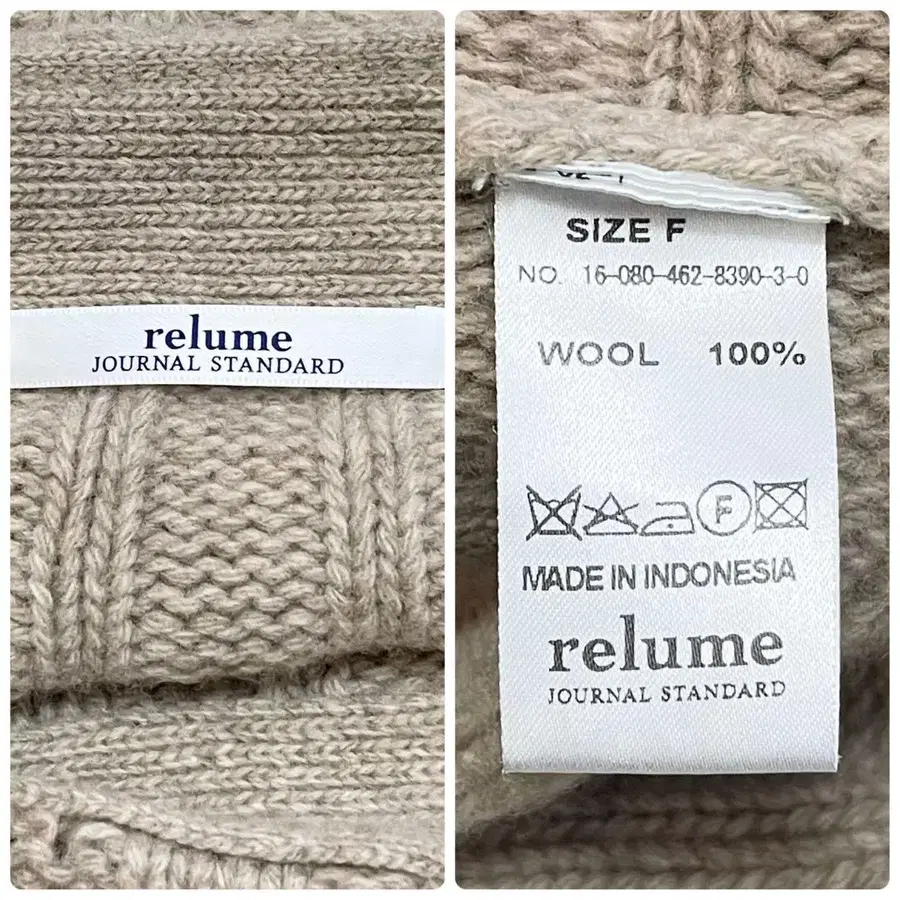 relume
JOURNAL STANDARD
SIZE F
NO. 16-080-462-8390-3-0
WOOL 100%
F
MADE IN INDONESIA
relume
JOURNAL STANDARD